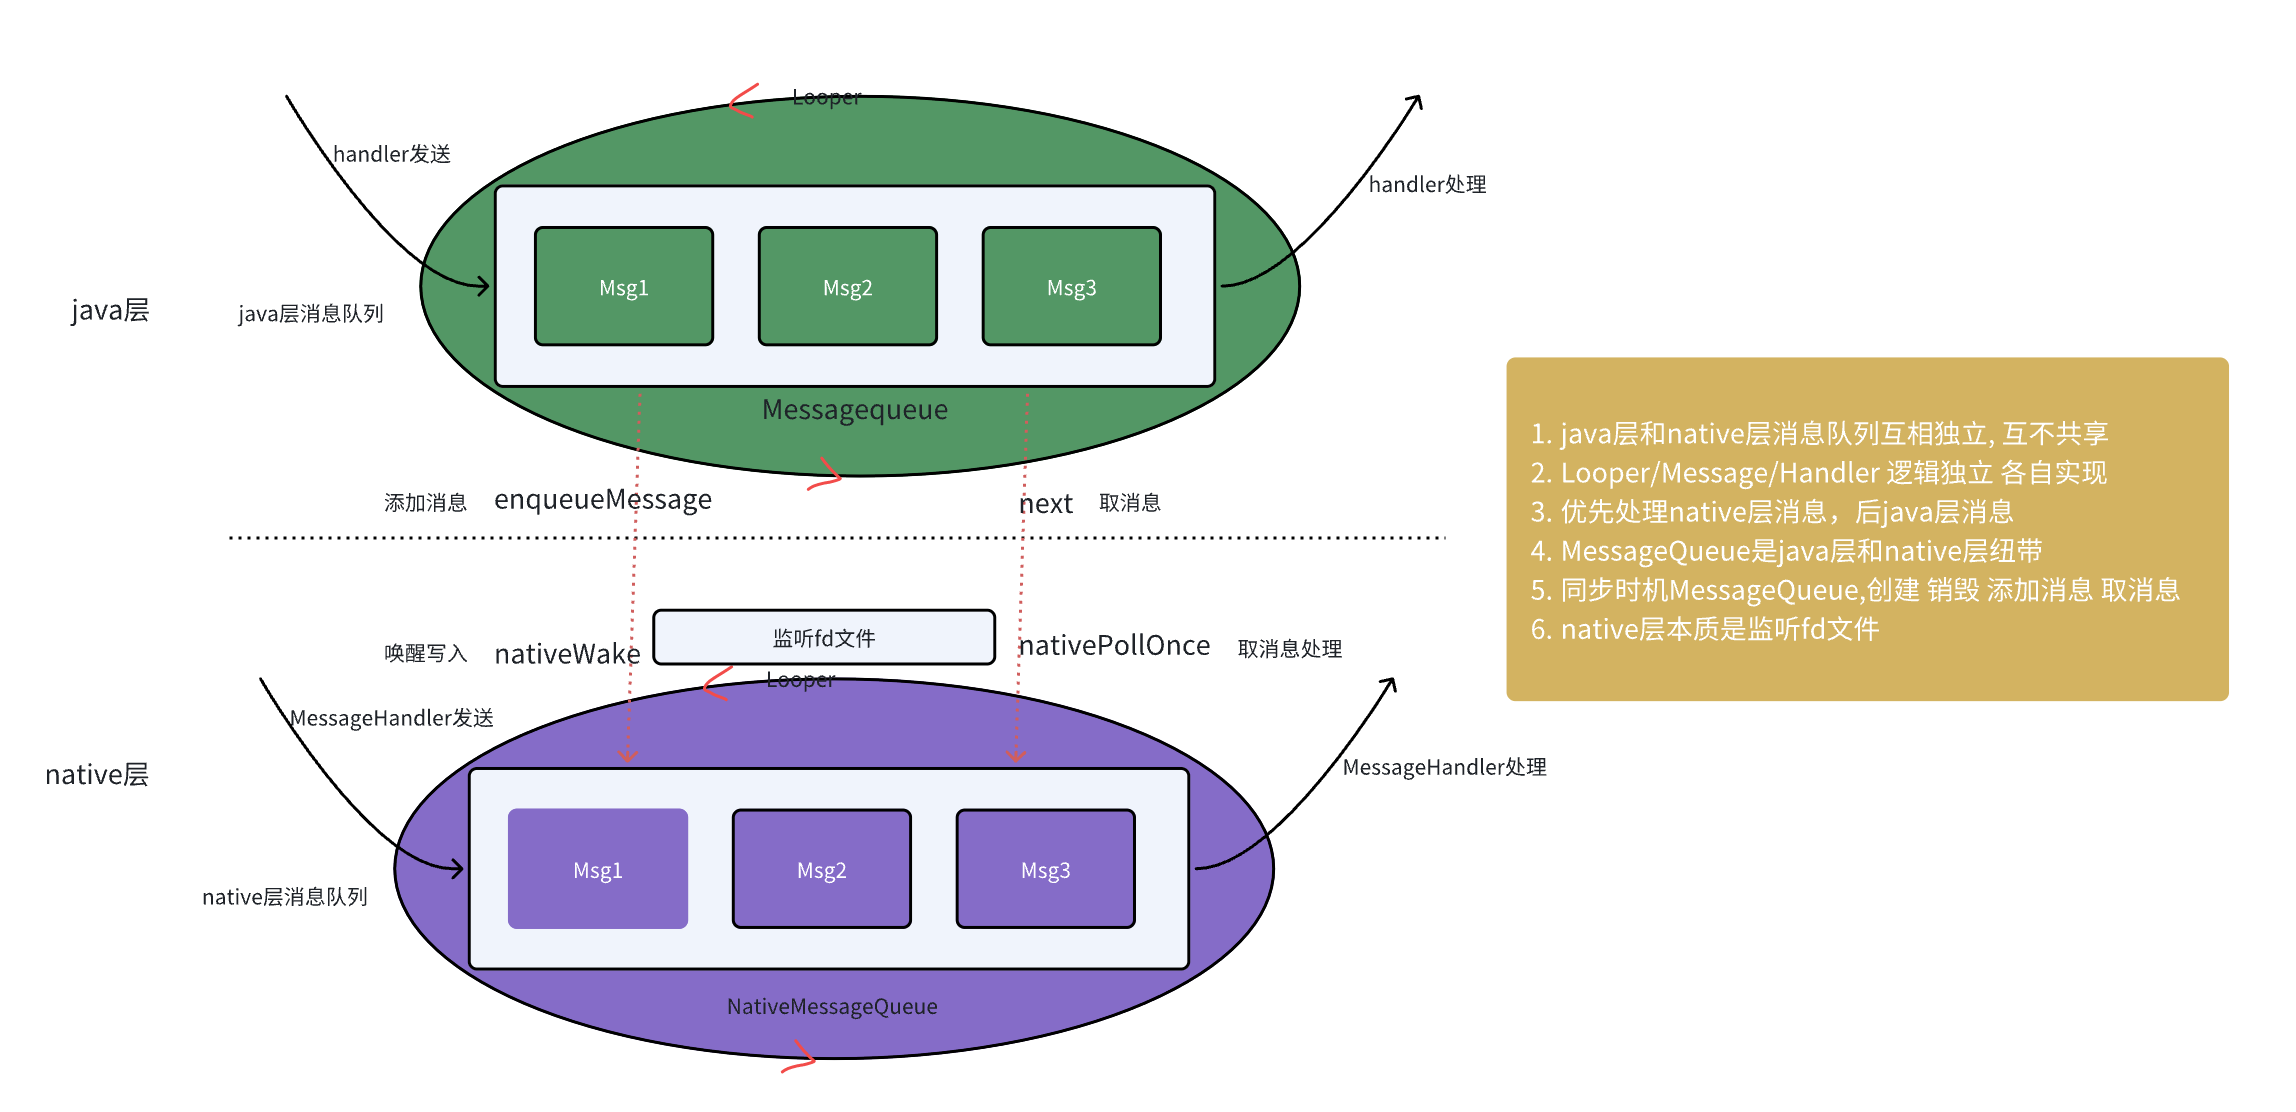 Looper
handler发送
handler处理
Msg1
Msg2
Msg3
java层
java层消息队列
Messagequeue
添加消息
enqueueMessage
next
取消息
1. java层和native层消息队列互相独立, 互不共享
2. Looper/Message/Handler 逻辑独立 各自实现
3. 优先处理native层消息，后java层消息
4. MessageQueue是java层和native层纽带
5. 同步时机MessageQueue,创建 销毁 添加消息 取消息
6. native层本质是监听fd文件
监听fd文件
唤醒写入
nativeWake
nativePollOnce
取消息处理
Looper
MessageHandler发送
MessageHandler处理
native层
Msg1
Msg2
Msg3
native层消息队列
NativeMessageQueue